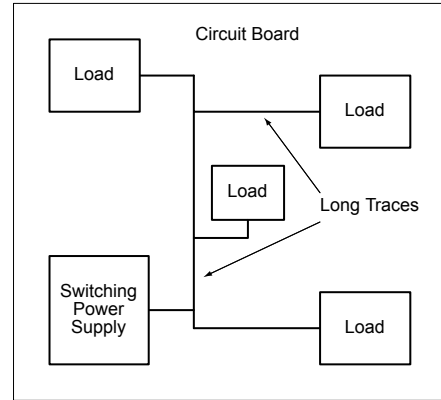 Circuit Board
Load
Load
Load
Long Traces
Switching
Power
Supply
Load